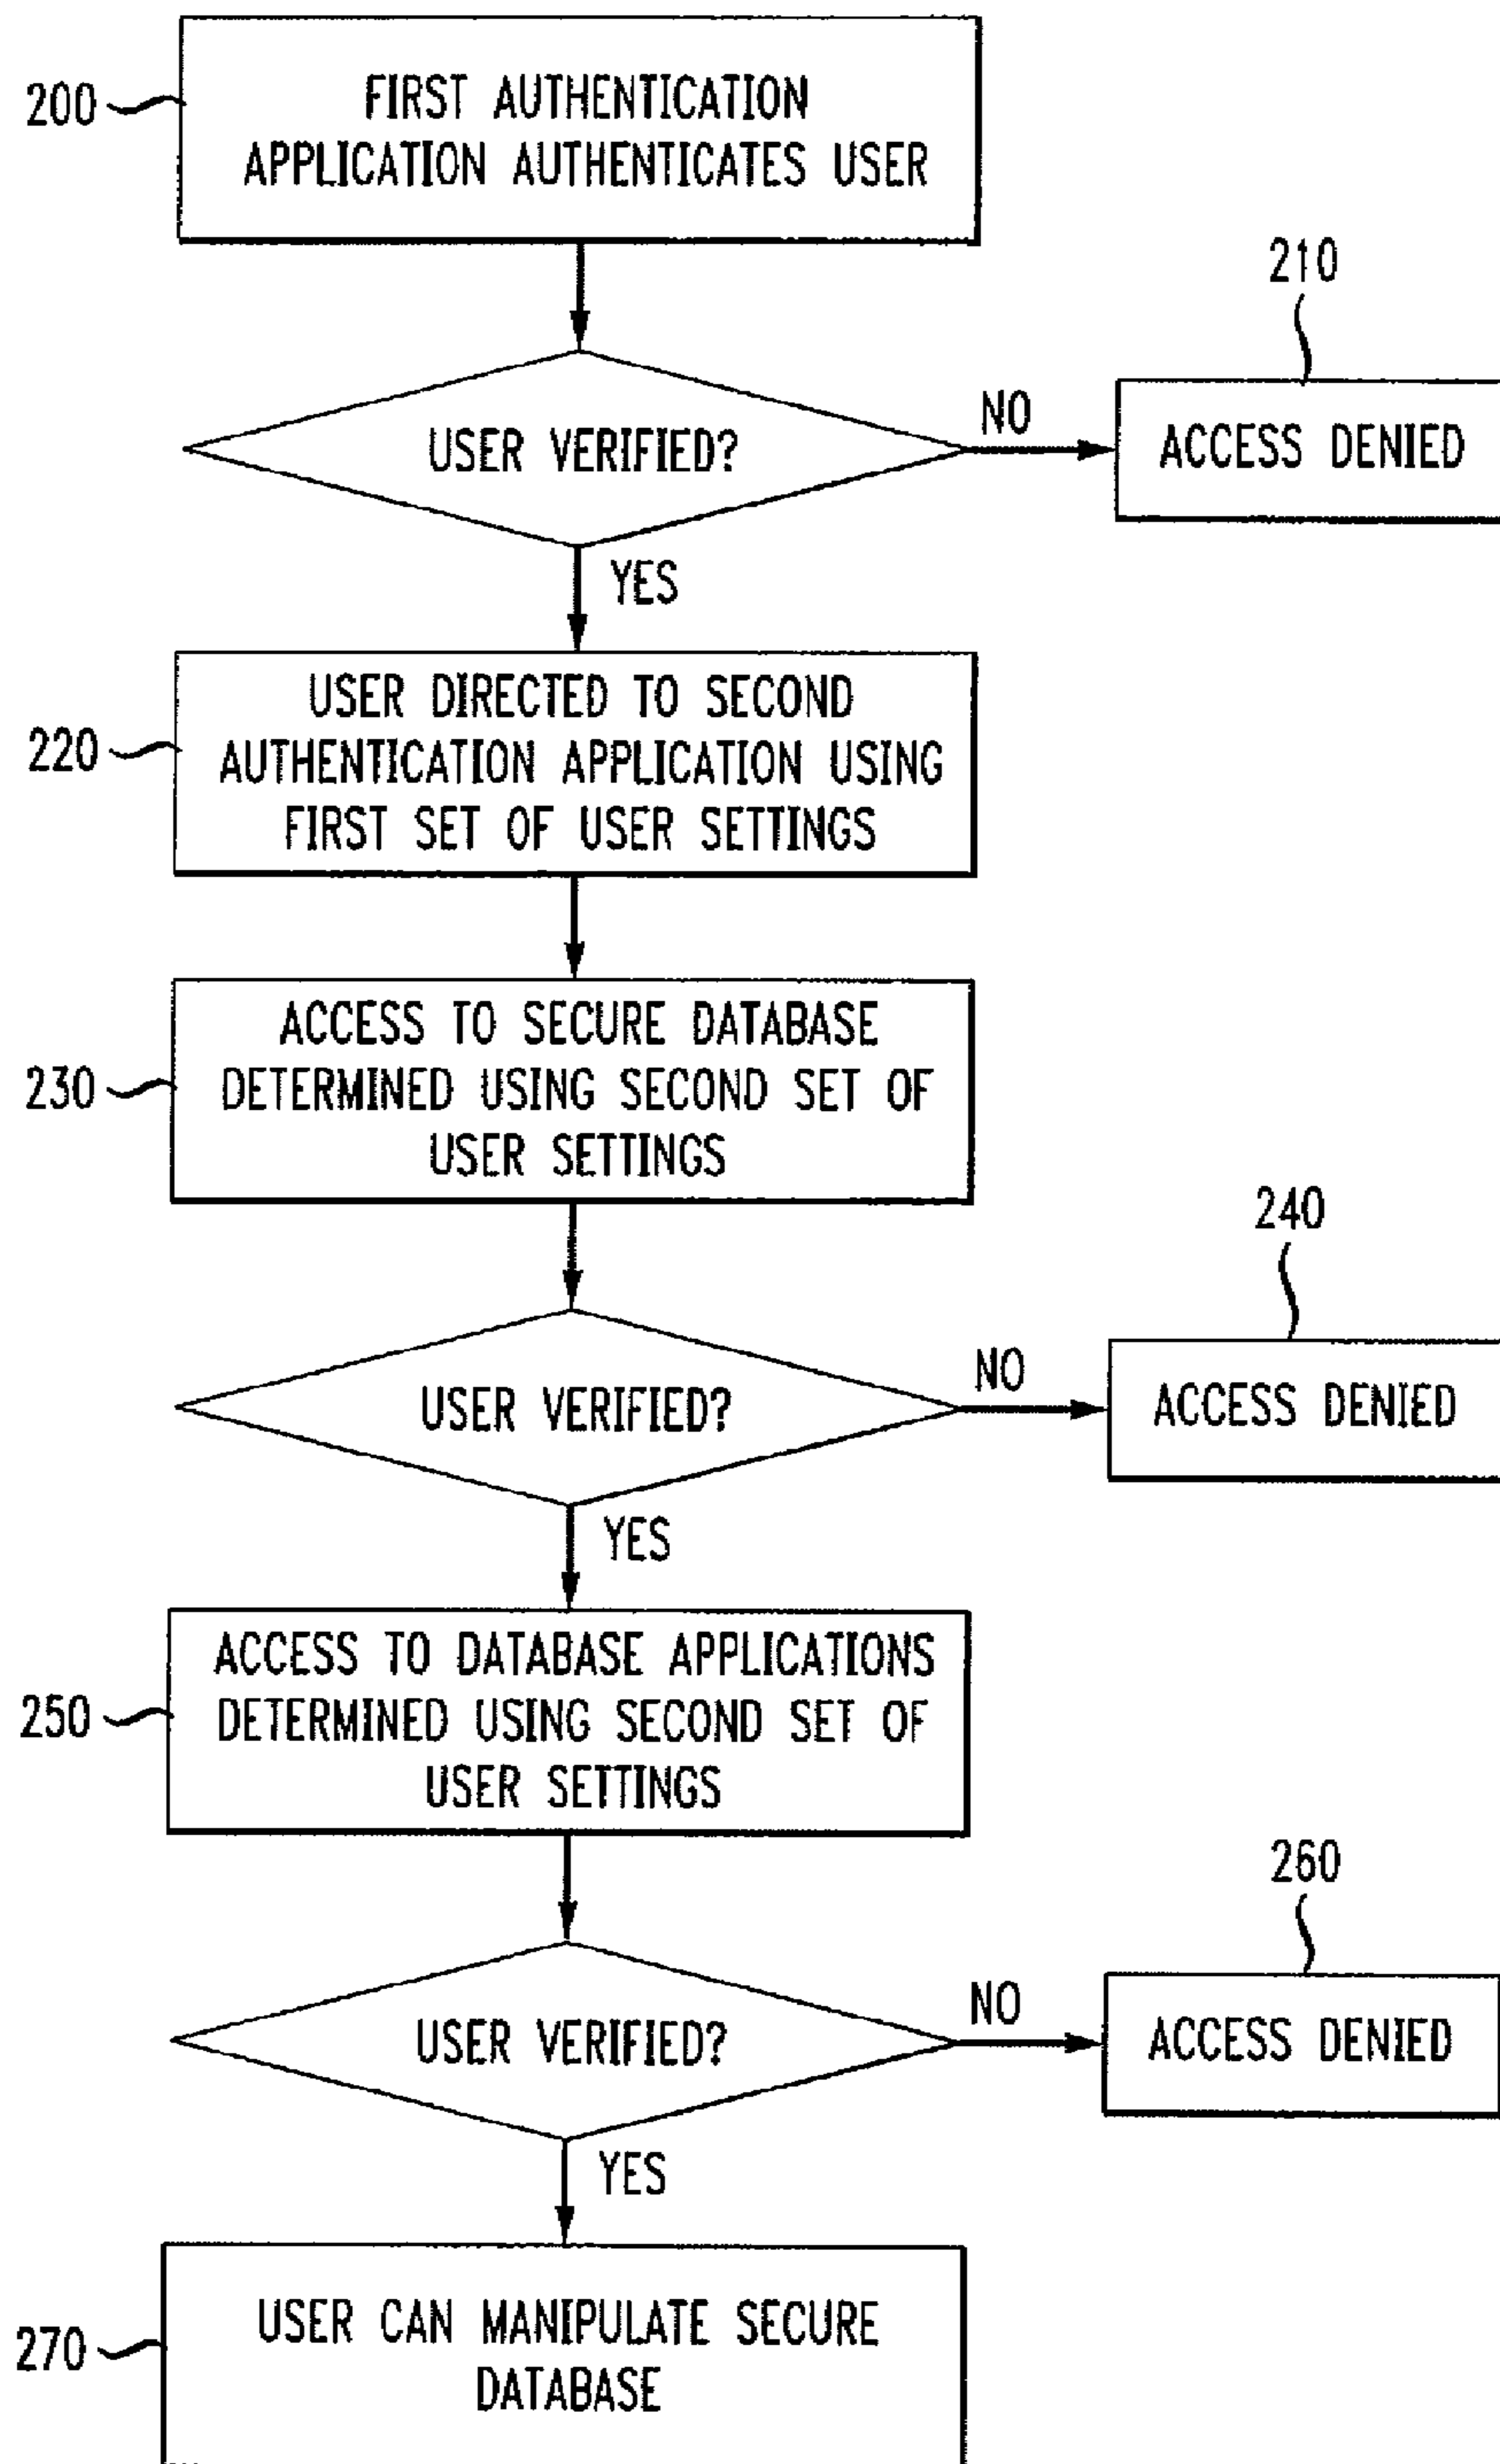 200
FIRST AUTHENTICATION
APPLICATION AUTHENTICATES USER
210
USER VERIFIED?
NO
ACCESS DENIED
YES
220
USER DIRECTED TO SECOND
AUTHENTICATION APPLICATION USING
FIRST SET OF USER SETTINGS
230
ACCESS TO SECURE DATABASE
DETERMINED USING SECOND SET OF
USER SETTINGS
240
USER VERIFIED?
NO
ACCESS DENIED
YES
250
ACCESS TO DATABASE APPLICATIONS
DETERMINED USING SECOND SET OF
USER SETTINGS
260
USER VERIFIED?
NO
ACCESS DENIED
YES
270
USER CAN MANIPULATE SECURE
DATABASE